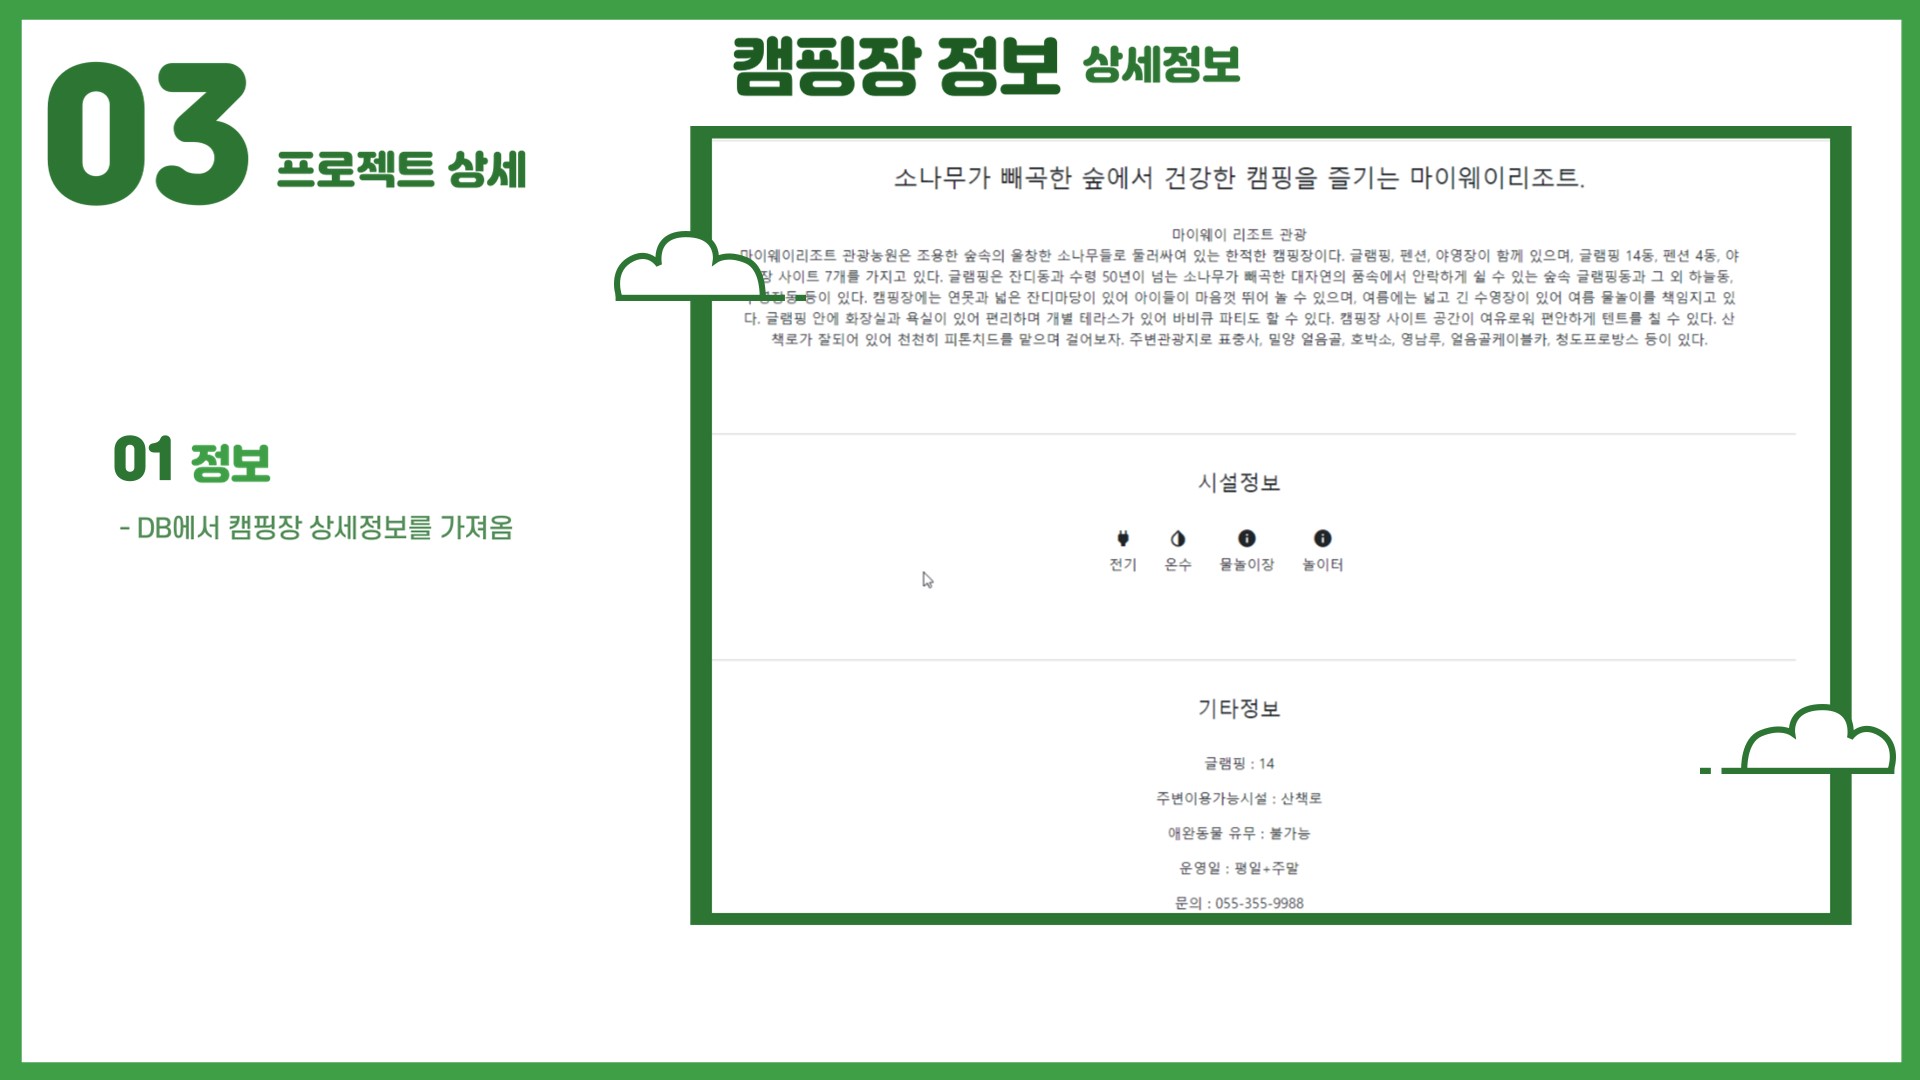 03 프로젝트 상세
캠핑장 정보 상세정보
01 정보
- DB에서 캠핑장 상세정보를 가져옴
소나무가 빼곡한 숲에서 건강한 캠핑을 즐기는 마이웨이리조트.
마이웨이 리조트 관광
마이웨이리조트 관광농원은 조용한 숲속의 울창한 소나무들로 둘러싸여 있는 한적한 캠핑장이다. 글램핑, 펜션, 야영장이 함께 있으며, 글램핑 14동, 펜션 4동, 야
장 사이트 7개를 가지고 있다. 글램핑은 잔디동과 수령 50년이 넘는 소나무가 빼곡한 대자연의 품속에서 안락하게 쉴 수 있는 숲속 글램핑동과 그 외 하늘동,
등이 있다. 캠핑장에는 연못과 넓은 잔디마당이 있어 아이들이 마음껏 뛰어 놀 수 있으며, 여름에는 넓고 긴 수영장이 있어 여름 물놀이를 책임지고 있
다. 글램핑 안에 화장실과 욕실이 있어 편리하며 개별 테라스가 있어 바비큐 파티도 할 수 있다. 캠핑장 사이트 공간이 여유로워 편안하게 텐트를 칠 수 있다. 산
책로가 잘되어 있어 천천히 피톤치드를 맡으며 걸어보자. 주변관광지로 표충사, 밀양 얼음골, 호박소, 영남루, 얼음골케이블카, 청도프로방스 등이 있다.
시설정보
전기 온수 물놀이장 놀이터
기타정보
글램핑 : 14
주변이용가능시설 : 산책로
애완동물 유무 : 불가능
운영일 : 평일+주말
문의 : 055-355-9988